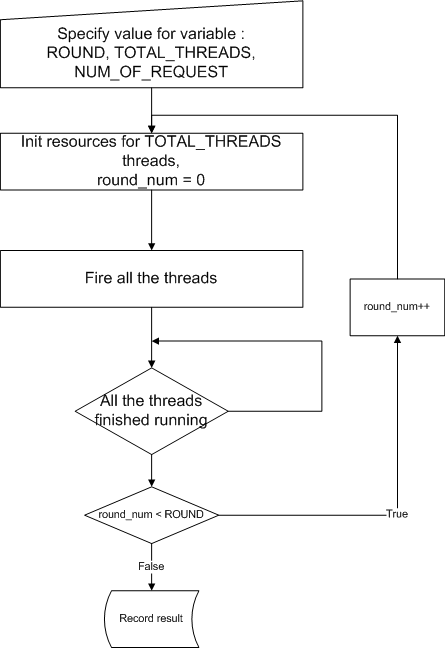 Specify value for variable :
ROUND, TOTAL_THREADS,
NUM_OF_REQUEST
Init resources for TOTAL_THREADS
threads,
round_num = 0
Fire all the threads
round_num++
All the threads
finished running
round_num < ROUND
True
False
Record result